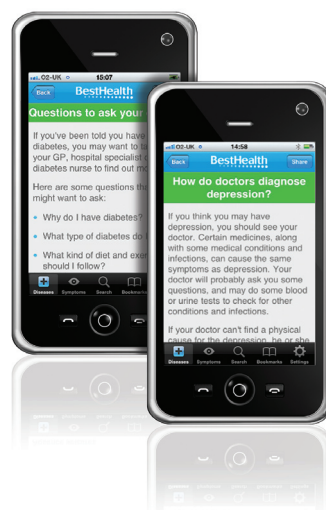 O2-UK 15:07
Back BestHealth
Questions to ask your
If you've been told you have
diabetes, you may want to
your GP, hospital specialist
diabetes nurse to find out
Here are some questions
might want to ask:
Why do I have diabetes?
What type of diabetes do
What kind of diet and
should I follow?
Diseases Symptoms Search
O2-UK 14:58
Back BestHealth Share
How do doctors diagnose
depression?
If you think you may have
depression, you should see your
doctor. Certain medicines, along
with some medical conditions and
infections, can cause the same
symptoms as depression. Your
doctor will probably ask you some
questions, and may do some blood
or urine tests to check for other
conditions and infections.
If your doctor can't find a physical
cause for the depression, he or she
Diseases Symptoms Search Bookmarks Settings